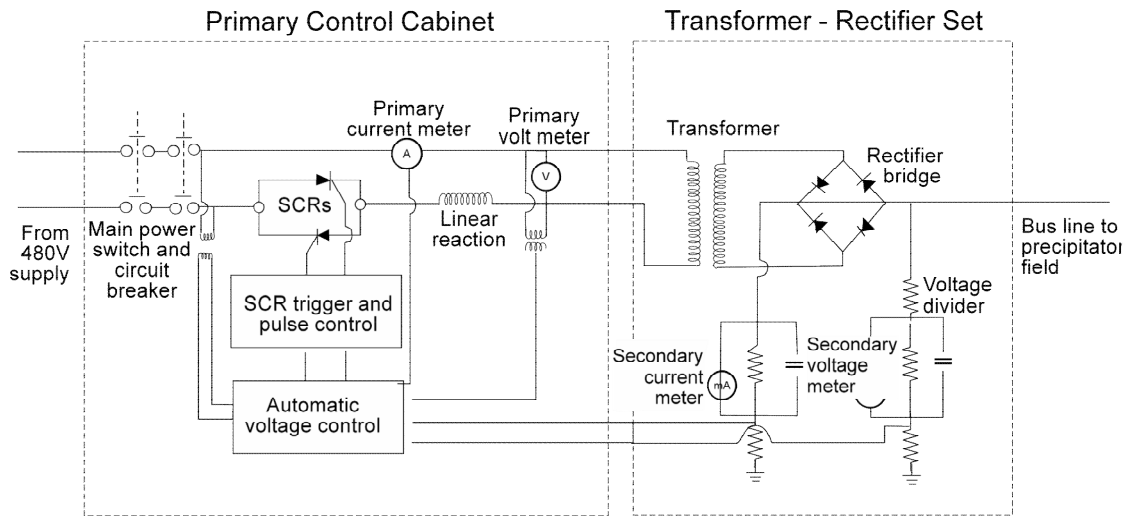 Primary Control Cabinet
Transformer - Rectifier Set
Primary
current meter
A
Primary
volt meter
V
Transformer
Rectifier
bridge
SCRs
Linear
reaction
From
480V
supply
Main power
switch and
circuit
breaker
SCR trigger and
pulse control
Automatic
voltage control
Bus line to
precipitator
field
Voltage
divider
Secondary
current
meter
mA
Secondary
voltage
meter